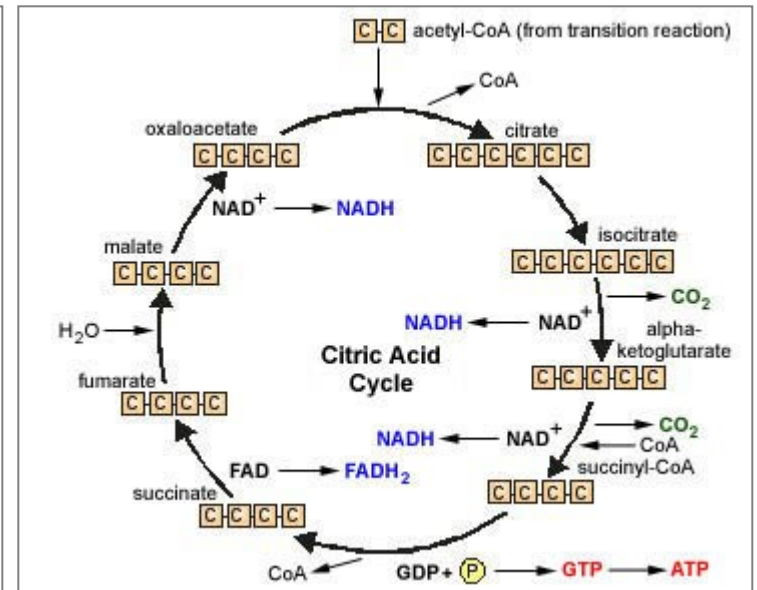 C C acetyl-CoA (from transition reaction)
CoA
oxaloacetate
C C C C
citrate
C C C C C C
NAD+ NADH
malate
C C C C
isocitrate
C C C C C C
CO2
H2O
NADH NAD+
alpha-
ketoglutarate
C C C C C
Citric Acid
Cycle
fumarate
C C C C
NADH NAD+
CO2
CoA
succinyl-CoA
C C C C
FAD FADH2
succinate
C C C C
CoA
GDP + P GTP ATP